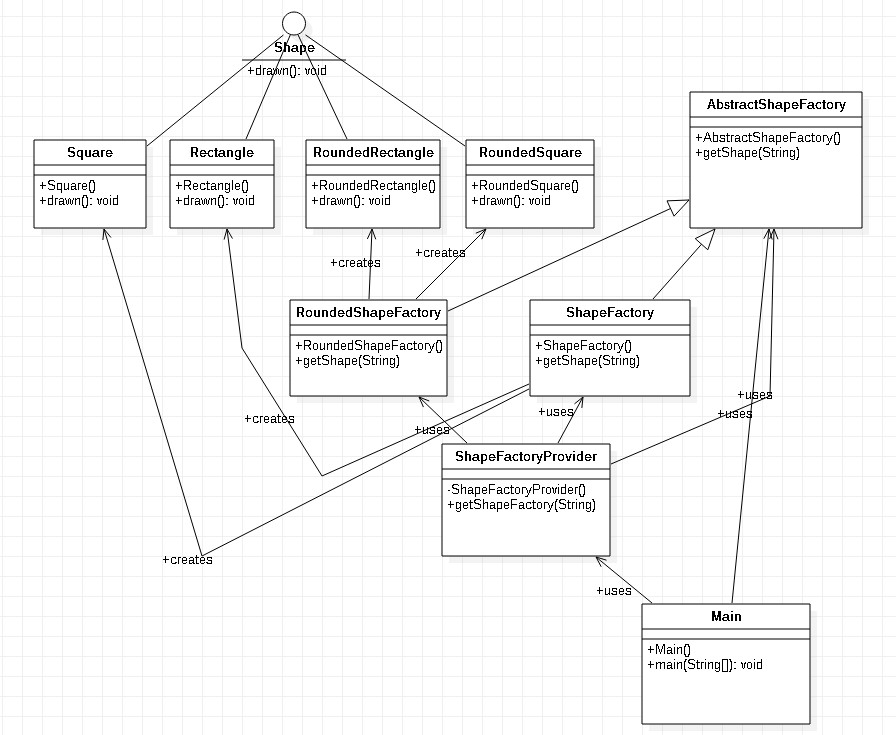 Shape
+drawn(): void
AbstractShapeFactory
+AbstractShapeFactory()
+getShape(String)
Square
+Square()
+drawn(): void
Rectangle
+Rectangle()
+drawn(): void
RoundedRectangle
+RoundedRectangle()
+drawn(): void
RoundedSquare
+RoundedSquare()
+drawn(): void
+creates
+creates
RoundedShapeFactory
+RoundedShapeFactory()
+getShape(String)
ShapeFactory
+ShapeFactory()
+getShape(String)
+uses
+uses
+uses
+creates
+uses
ShapeFactoryProvider
-ShapeFactoryProvider()
+getShapeFactory(String)
+creates
+uses
Main
+Main()
+main(String[]): void